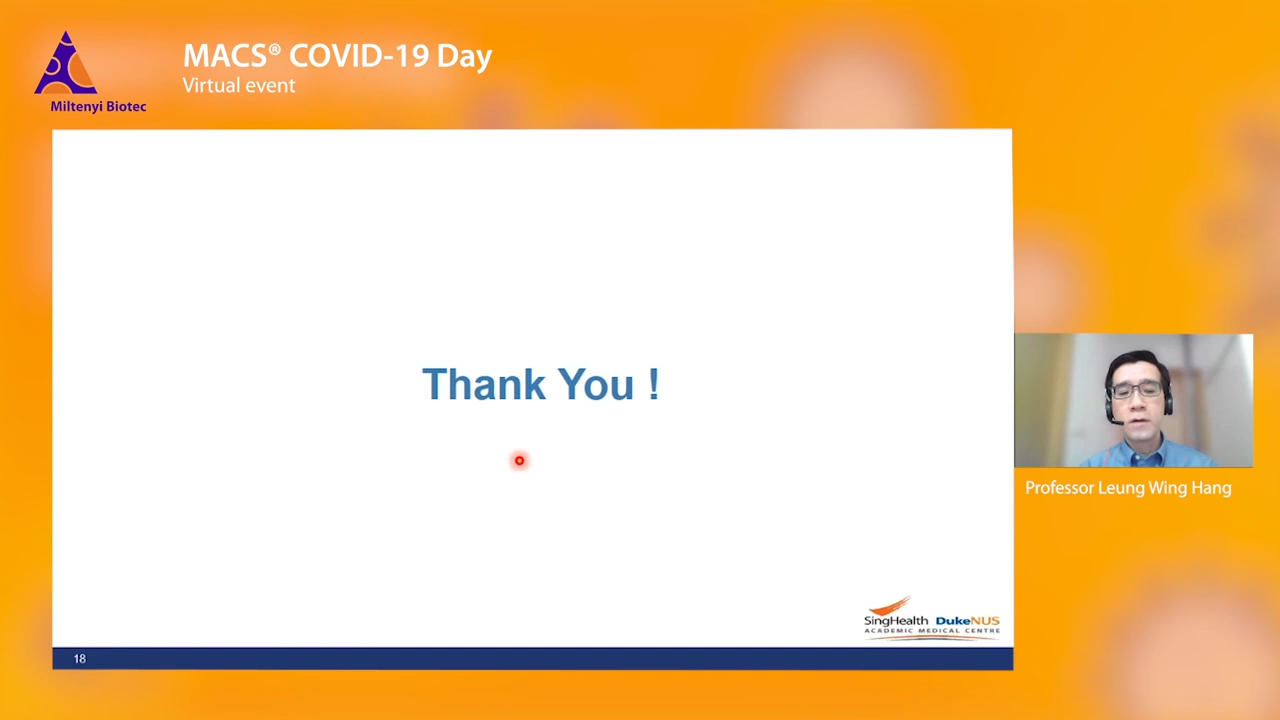 MACS® COVID-19 Day
Virtual event
Miltenyi Biotec
Thank You !
Professor Leung Wing Hang
SingHealth DukeNUS
ACADEMIC MEDICAL CENTRE
18